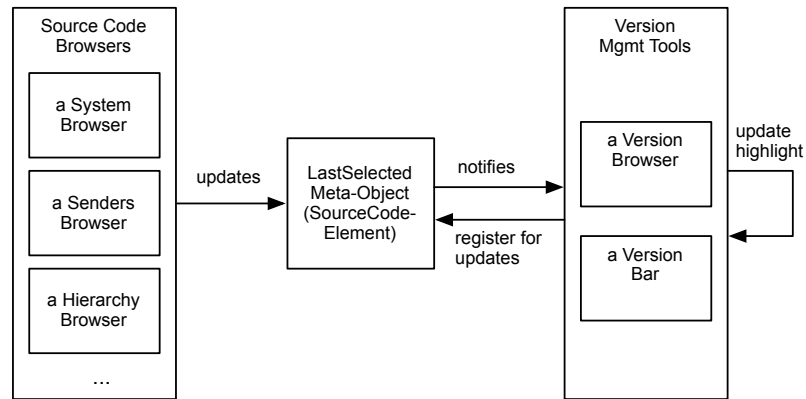 Source Code
Browsers
a System
Browser
a Senders
Browser
a Hierarchy
Browser
...
updates
LastSelected
Meta-Object
(SourceCode-
Element)
notifies
register for
updates
Version
Mgmt Tools
a Version
Browser
a Version
Bar
update
highlight